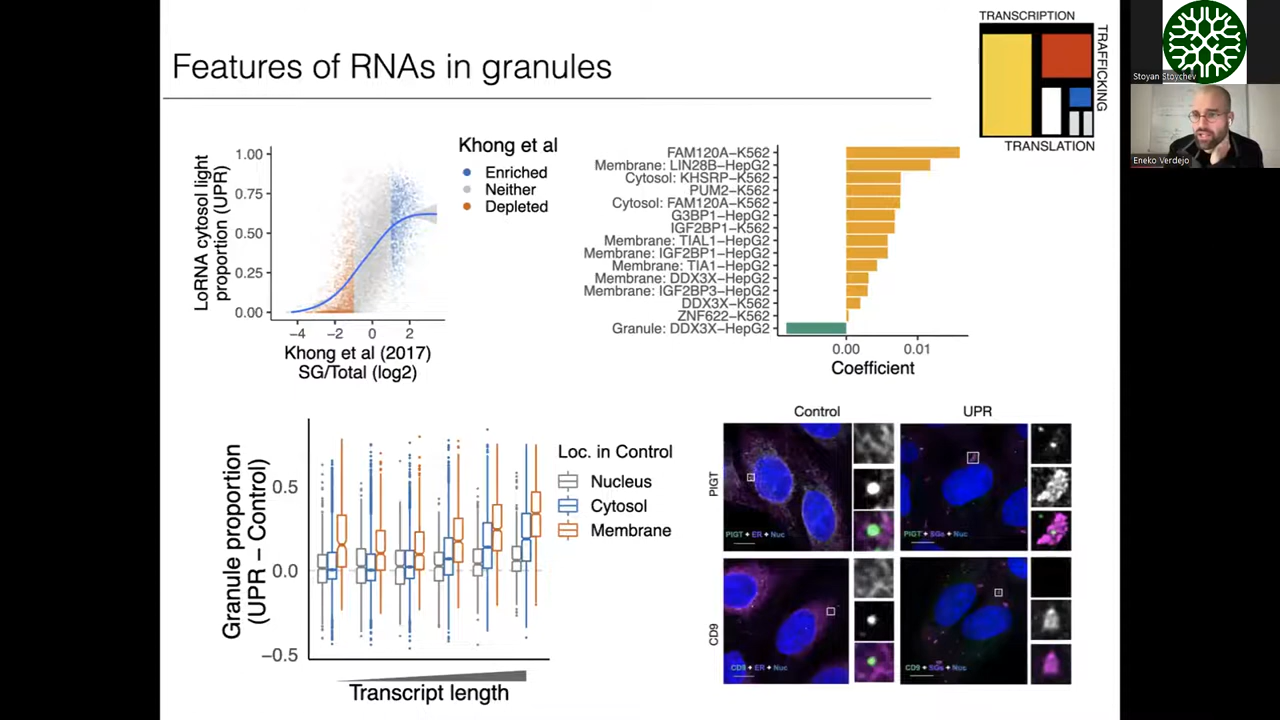 Features of RNAs in granules
TRANSCRIPTION
TRAFFICKING
TRANSLATION
Stoyan Stoychev
Eneko Verdejo
LoRNA cytosol light
proportion (UPR)
1.00
0.75
0.50
0.25
0.00
−4 −2 0 2
Khong et al (2017)
SG/Total (log2)
Khong et al
Enriched
Neither
Depleted
FAM120A−K562
Membrane: LIN28B−HepG2
Cytosol: KHSRP−K562
PUM2−K562
Cytosol: FAM120A−K562
G3BP1−HepG2
IGF2BP1−K562
Membrane: TIAL1−HepG2
Membrane: IGF2BP1−HepG2
Membrane: TIA1−HepG2
Membrane: DDX3X−HepG2
Membrane: IGF2BP3−HepG2
DDX3X−K562
ZNF622−K562
Granule: DDX3X−HepG2
0.00 0.01
Coefficient
Granule proportion
(UPR − Control)
0.5
0.0
−0.5
Transcript length
Loc. in Control
Nucleus
Cytosol
Membrane
Control UPR
PIGT
PIGT + ER + Nuc
PIGT + SGs + Nuc
CD9
CD9 + ER + Nuc
CD9 + SGs + Nuc